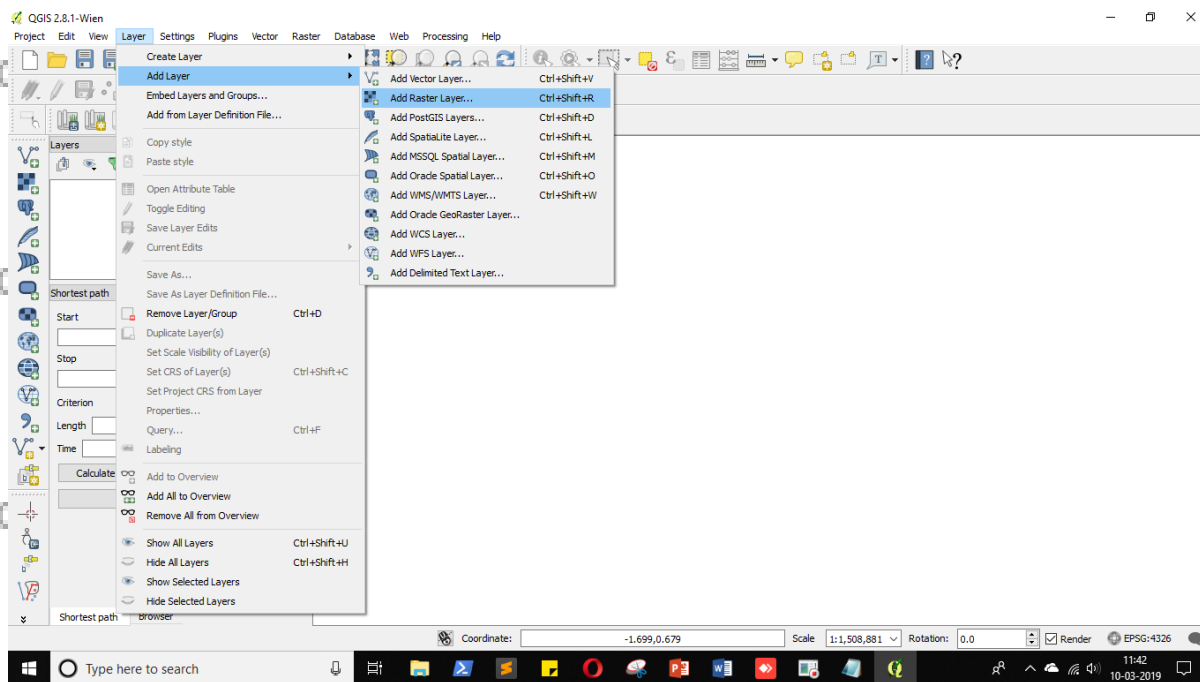 QGIS 2.8.1-Wien
Project Edit View Layer Settings Plugins Vector Raster Database Web Processing Help
Create Layer
Add Layer
Embed Layers and Groups...
Add from Layer Definition File...
Copy style
Paste style
Open Attribute Table
Toggle Editing
Save Layer Edits
Current Edits
Save As...
Save As Layer Definition File...
Remove Layer/Group Ctrl+D
Duplicate Layer(s)
Set Scale Visibility of Layer(s)
Set CRS of Layer(s) Ctrl+Shift+C
Set Project CRS from Layer
Properties...
Query... Ctrl+F
Labeling
Add to Overview
Add All to Overview
Remove All from Overview
Show All Layers Ctrl+Shift+U
Hide All Layers Ctrl+Shift+H
Show Selected Layers
Hide Selected Layers
Add Vector Layer... Ctrl+Shift+V
Add Raster Layer... Ctrl+Shift+R
Add PostGIS Layers... Ctrl+Shift+D
Add SpatiaLite Layer... Ctrl+Shift+L
Add MSSQL Spatial Layer... Ctrl+Shift+M
Add Oracle Spatial Layer... Ctrl+Shift+O
Add WMS/WMTS Layer... Ctrl+Shift+W
Add Oracle GeoRaster Layer...
Add WCS Layer...
Add WFS Layer...
Add Delimited Text Layer...
Layers
Shortest path
Start
Stop
Criterion
Length
Time
Calculate
Shortest path Browser
Coordinate: -1.699,0.679 Scale 1:1,508,881 Rotation: 0.0 Render EPSG:4326
Type here to search
11:42
10-03-2019